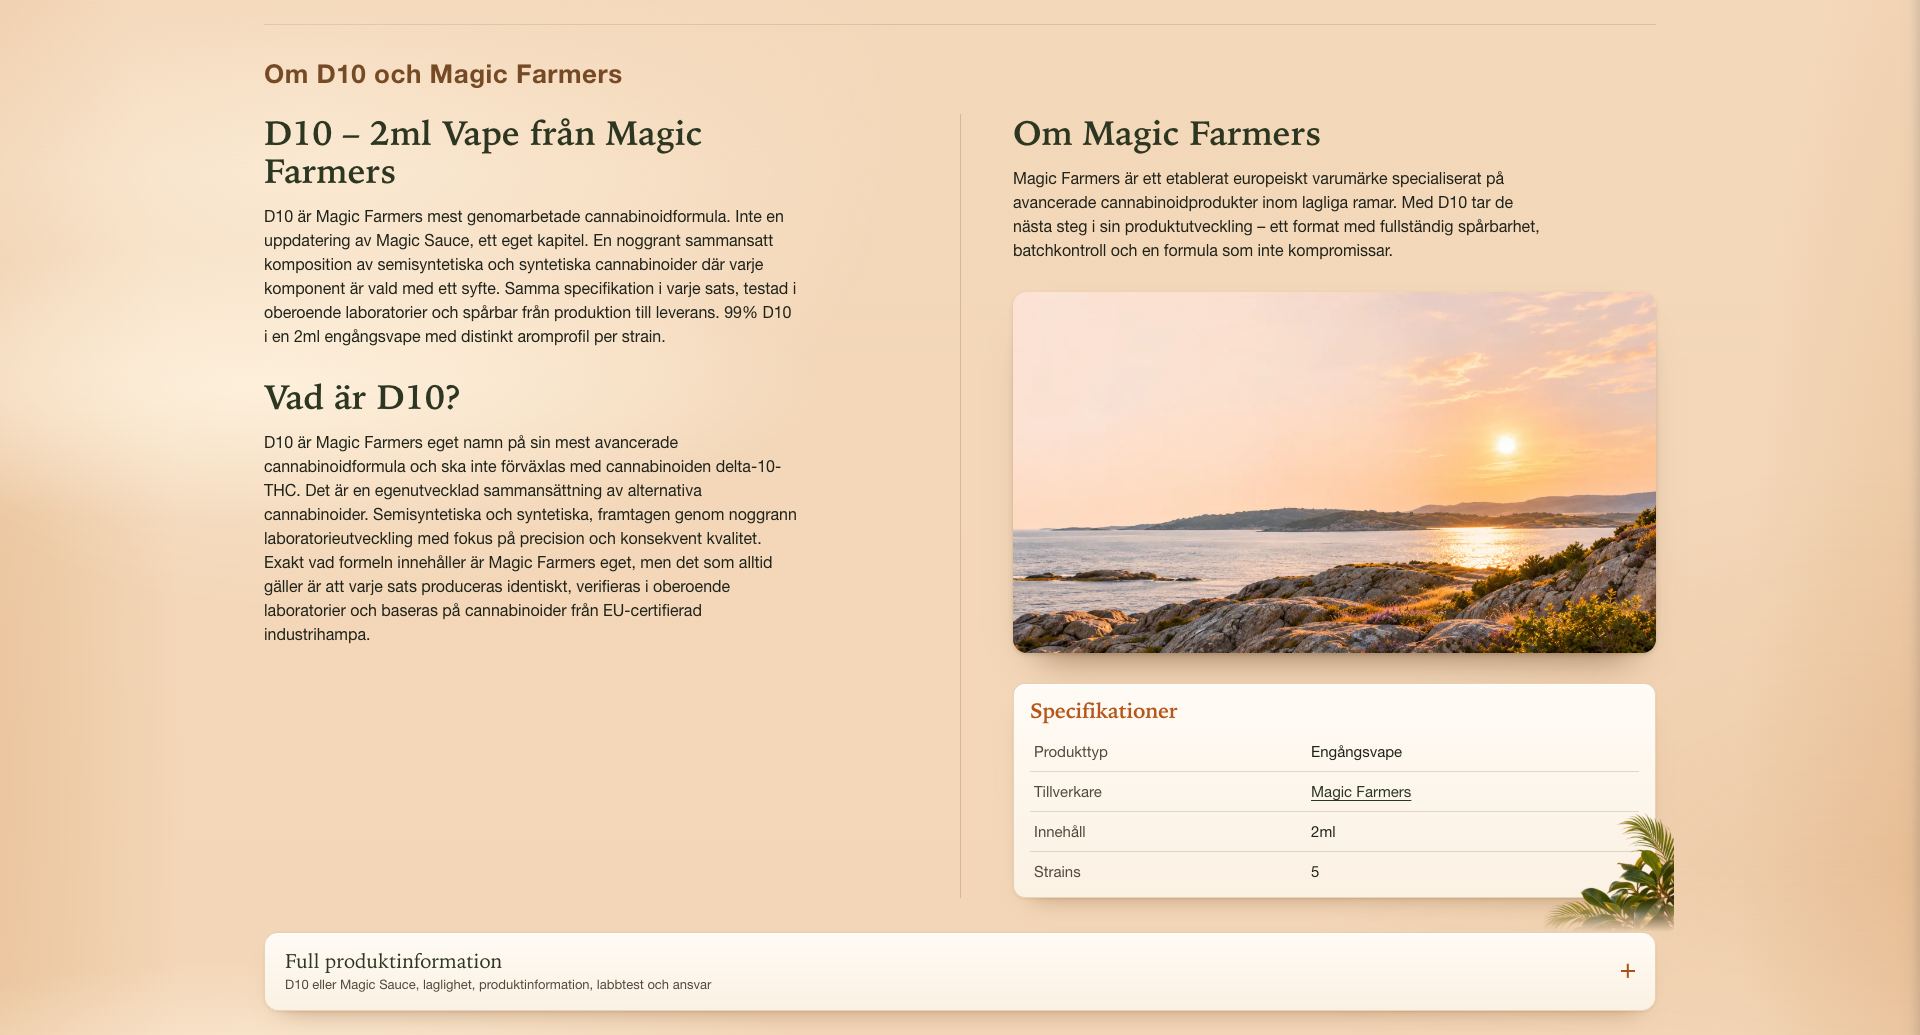 Om D10 och Magic Farmers
D10 – 2ml Vape från Magic
Farmers
D10 är Magic Farmers mest genomarbetade cannabinoidformula. Inte en
uppdatering av Magic Sauce, ett eget kapitel. En noggrant sammansatt
komposition av semisyntetiska och syntetiska cannabinoider där varje
komponent är vald med ett syfte. Samma specifikation i varje sats, testad i
oberoende laboratorier och spårbar från produktion till leverans. 99% D10
i en 2ml engångsvape med distinkt aromprofil per strain.
Vad är D10?
D10 är Magic Farmers eget namn på sin mest avancerade
cannabinoidformula och ska inte förväxlas med cannabinoiden delta-10-
THC. Det är en egenutvecklad sammansättning av alternativa
cannabinoider. Semisyntetiska och syntetiska, framtagen genom noggrann
laboratorieutveckling med fokus på precision och konsekvent kvalitet.
Exakt vad formeln innehåller är Magic Farmers eget, men det som alltid
gäller är att varje sats produceras identiskt, verifieras i oberoende
laboratorier och baseras på cannabinoider från EU-certifierad
industrihampa.
Om Magic Farmers
Magic Farmers är ett etablerat europeiskt varumärke specialiserat på
avancerade cannabinoidprodukter inom lagliga ramar. Med D10 tar de
nästa steg i sin produktutveckling – ett format med fullständig spårbarhet,
batchkontroll och en formula som inte kompromissar.
Specifikationer
Produkttyp Engångsvape
Tillverkare Magic Farmers
Innehåll 2ml
Strains 5
Full produktinformation
D10 eller Magic Sauce, laglighet, produktinformation, labbtest och ansvar
+